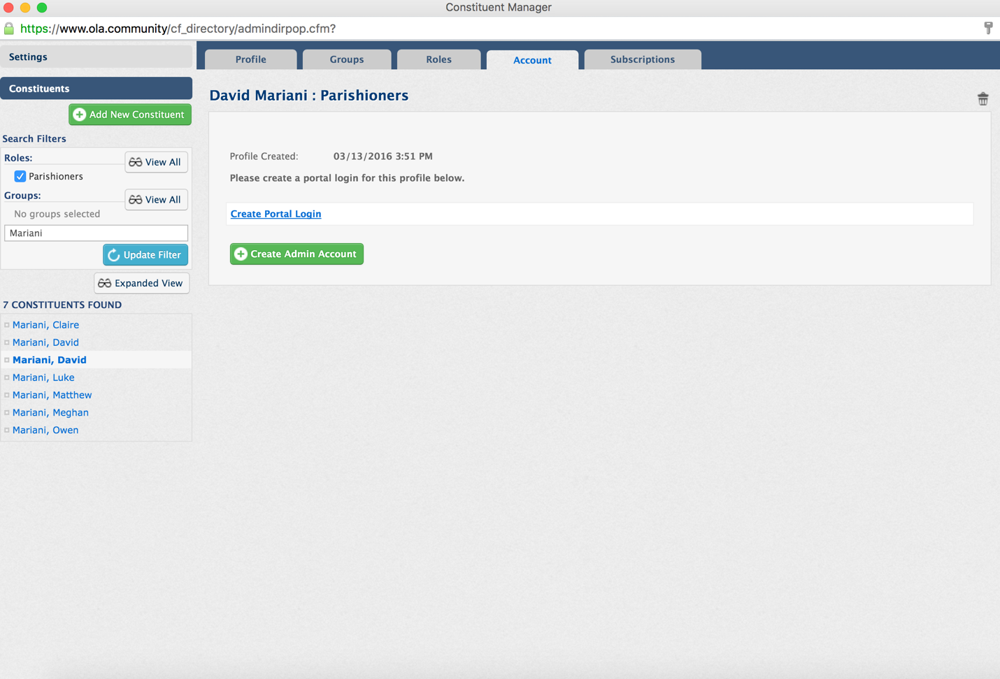 Constituent Manager
https://www.ola.community/cf_directory/admindirpop.cfm?
Settings
Profile
Groups
Roles
Account
Subscriptions
Constituents
David Mariani : Parishioners
Add New Constituent
Search Filters
Roles:
View All
Parishioners
Groups:
View All
No groups selected
Mariani
Update Filter
Expanded View
7 CONSTITUENTS FOUND
Mariani, Claire
Mariani, David
Mariani, David
Mariani, Luke
Mariani, Matthew
Mariani, Meghan
Mariani, Owen
Profile Created: 03/13/2016 3:51 PM
Please create a portal login for this profile below.
Create Portal Login
Create Admin Account